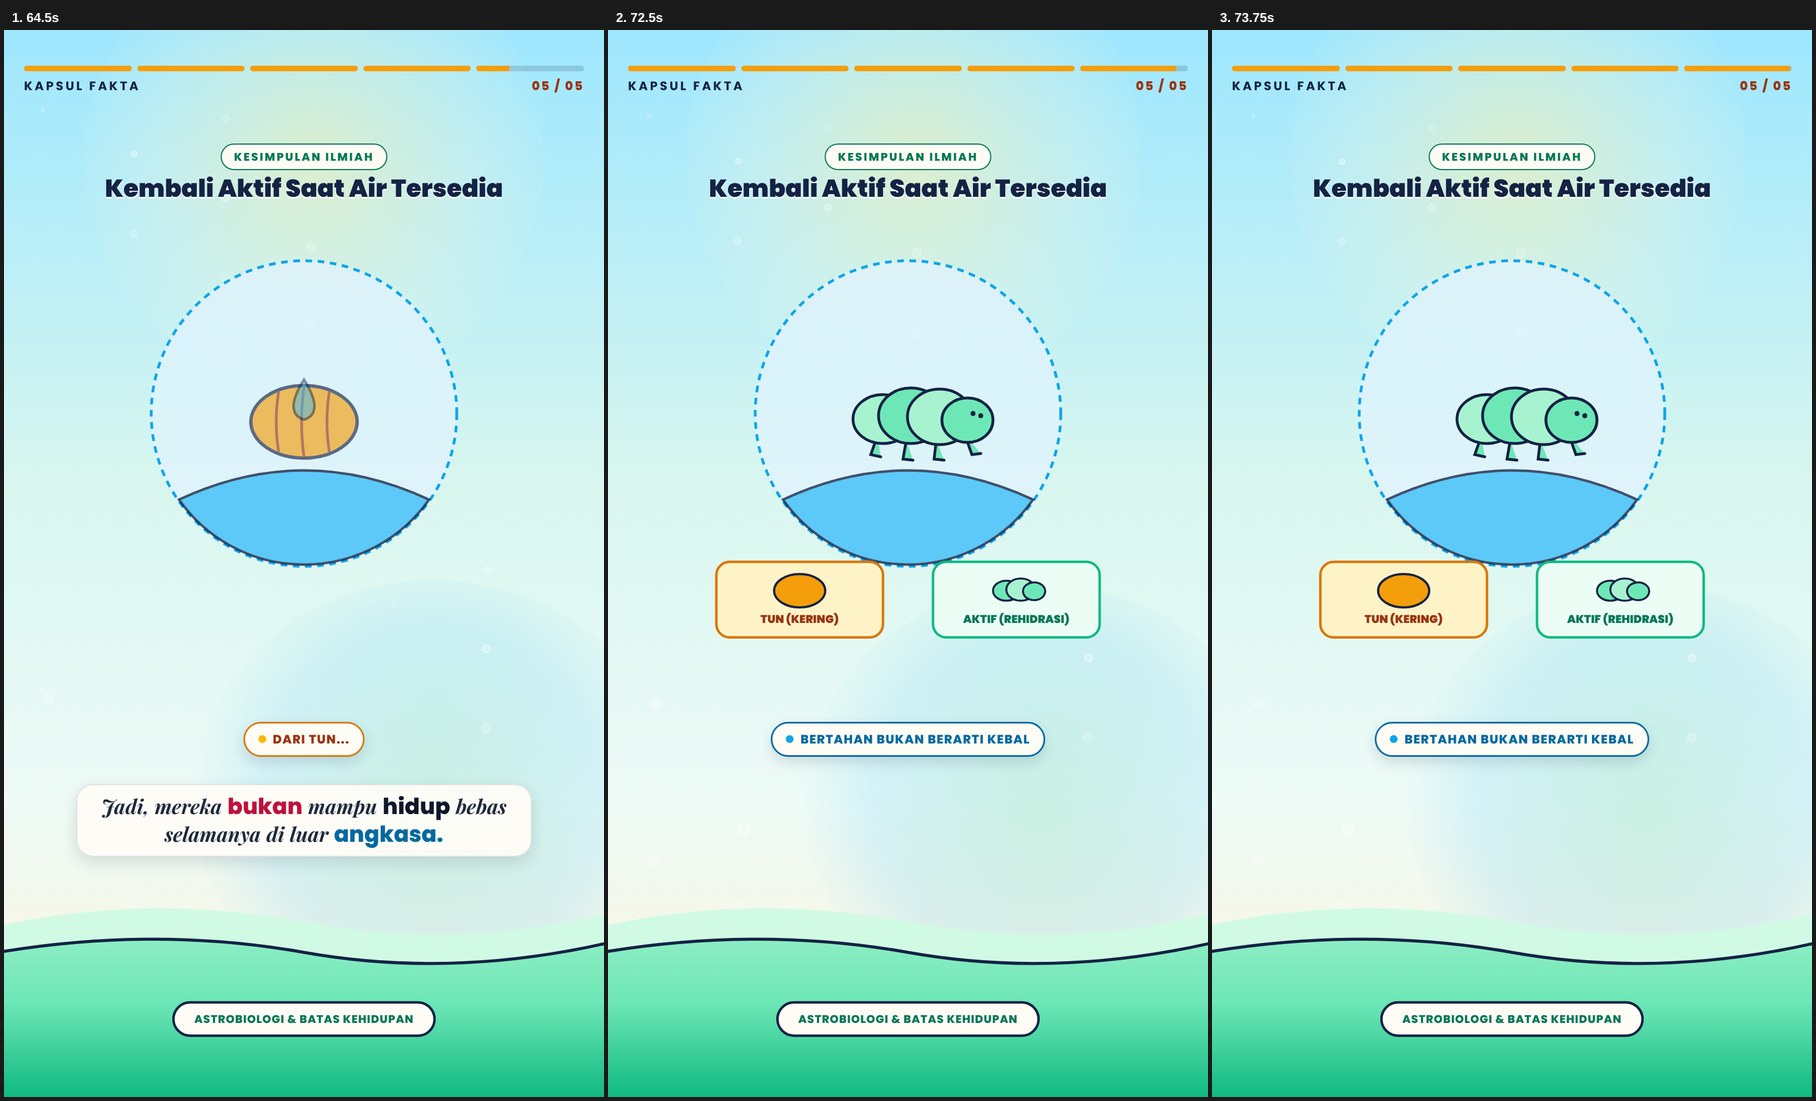 1. 64.5s
KAPSUL FAKTA
05 / 05
KESIMPULAN ILMIAH
Kembali Aktif Saat Air Tersedia
DARI TUN...
Jadi, mereka bukan mampu hidup bebas
selamanya di luar angkasa.
ASTROBIOLOGI & BATAS KEHIDUPAN
2. 72.5s
KAPSUL FAKTA
05 / 05
KESIMPULAN ILMIAH
Kembali Aktif Saat Air Tersedia
TUN (KERING)
AKTIF (REHIDRASI)
BERTAHAN BUKAN BERARTI KEBAL
ASTROBIOLOGI & BATAS KEHIDUPAN
3. 73.75s
KAPSUL FAKTA
05 / 05
KESIMPULAN ILMIAH
Kembali Aktif Saat Air Tersedia
TUN (KERING)
AKTIF (REHIDRASI)
BERTAHAN BUKAN BERARTI KEBAL
ASTROBIOLOGI & BATAS KEHIDUPAN